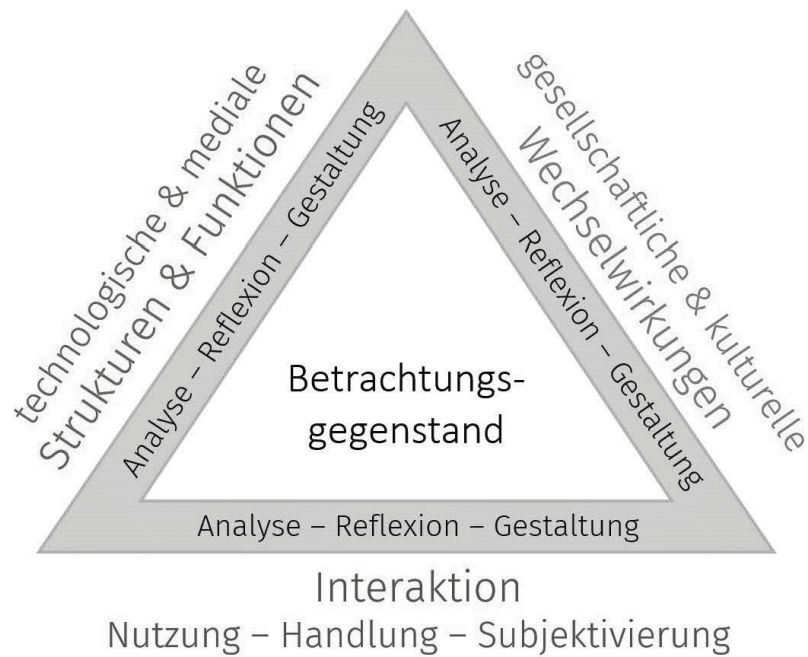 technologische & mediale
Strukturen & Funktionen
Analyse – Reflexion – Gestaltung
gesellschaftliche & kulturelle
Wechselwirkungen
Analyse – Reflexion – Gestaltung
Betrachtungs-
gegenstand
Analyse – Reflexion – Gestaltung
Interaktion
Nutzung – Handlung – Subjektivierung